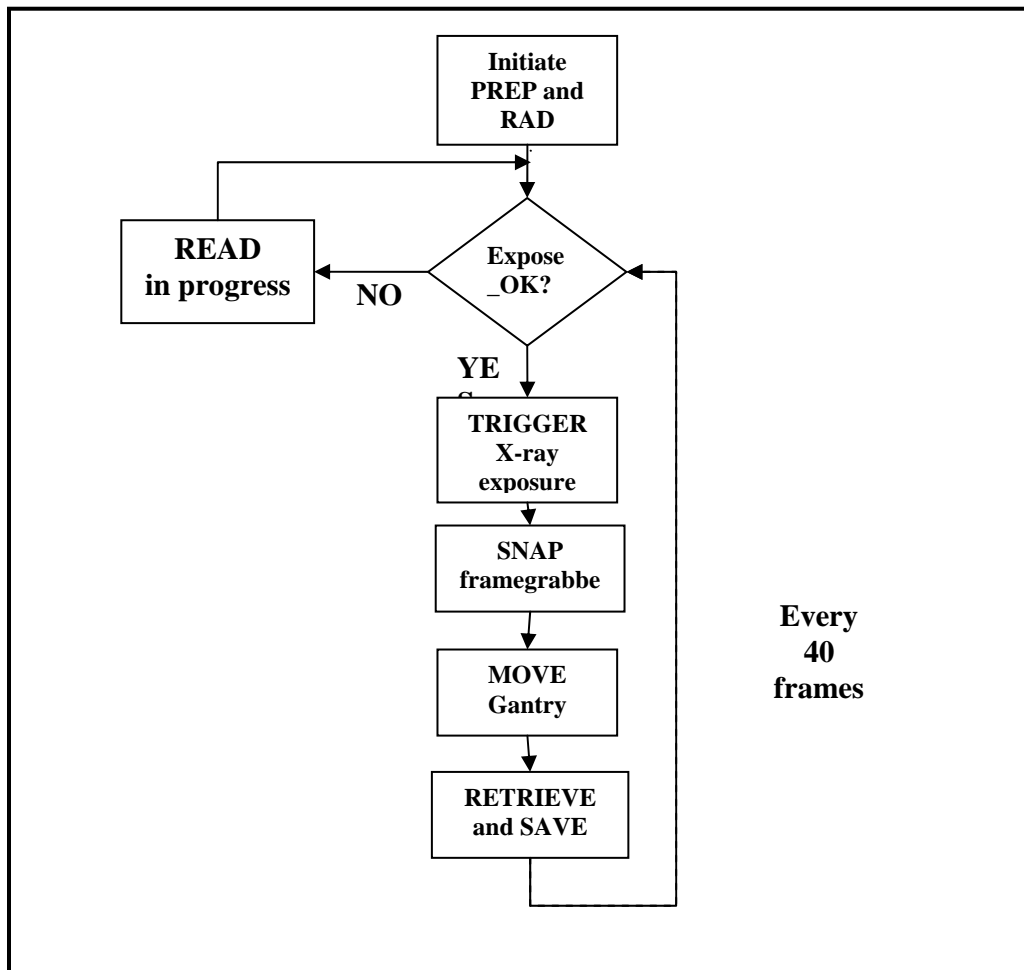 Initiate
PREP and
RAD
Expose
_OK?
READ
in progress
NO
YE
TRIGGER
X-ray
exposure
SNAP
framegrabbe
MOVE
Gantry
RETRIEVE
and SAVE
Every
40
frames